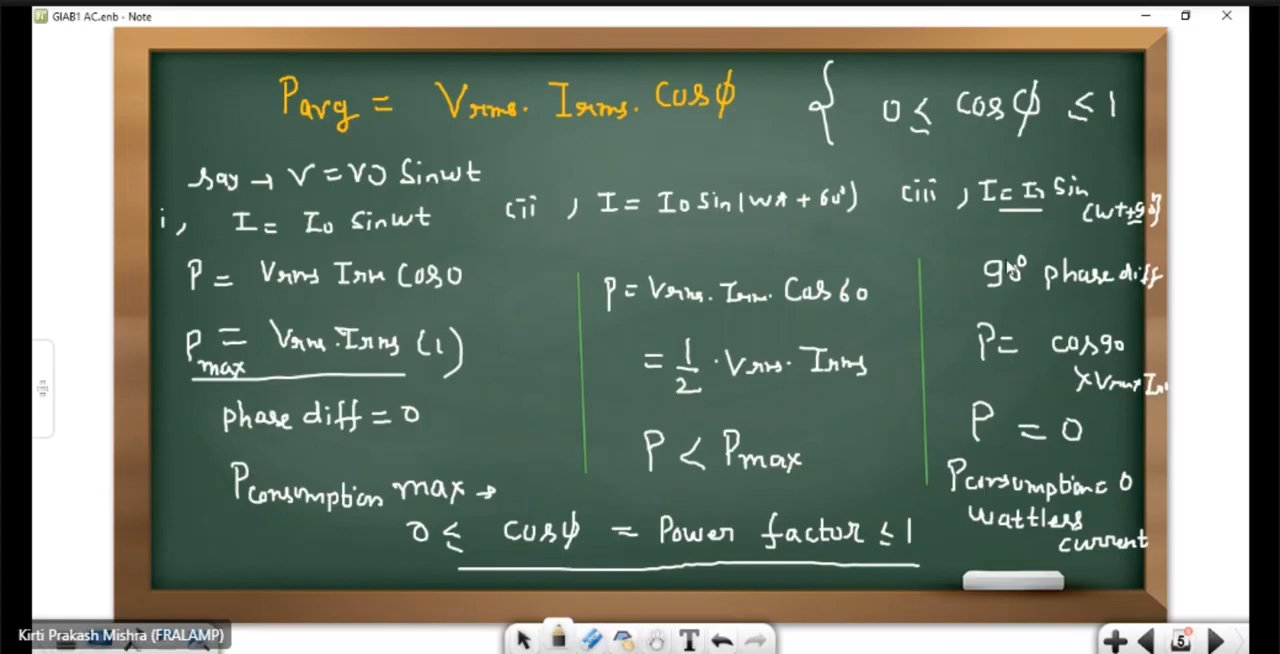 GIAB1 AC.enb - Note
Pavg = Vrms. Irms. Cosϕ { 0 ≤ cosϕ ≤ 1
say → V = V0 Sinwt
i, I = I0 Sinwt
P = Vrms Irms Cos0
Pmax = Vrms. Irms (1)
phase diff = 0
Pconsumption max →
(ii , I = I0 Sin(wt + 60°)
P = Vrms. Irms. Cos 60
= 1/2 . Vrms. Irms
P < Pmax
(iii , I = I0 Sin
(wt+90°)
90° phase diff
P = cos90
x Vrms x Ir
P = 0
Pconsumption = 0
wattless
current
0 ≤ cosϕ = Power factor ≤ 1
Kirti Prakash Mishra (FRALAMP)
T
5